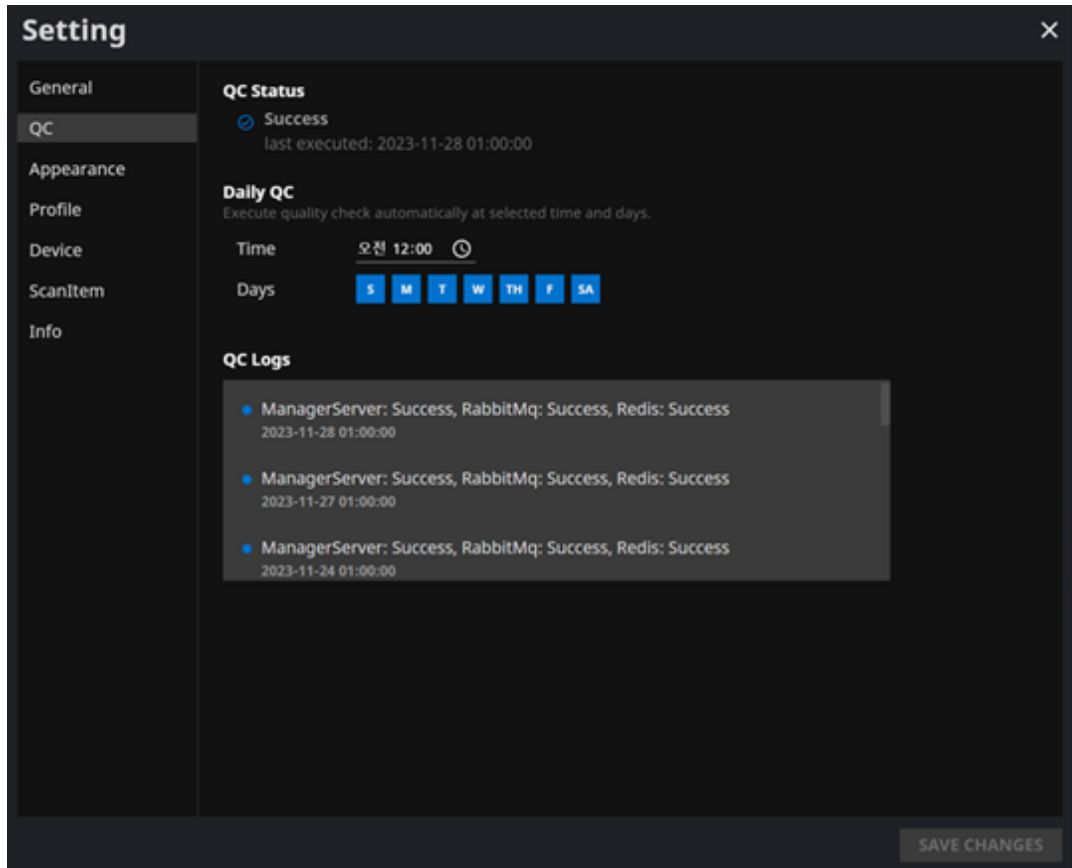 Setting
General
QC
Appearance
Profile
Device
ScanItem
Info
QC Status
Success
last executed: 2023-11-28 01:00:00
Daily QC
Execute quality check automatically at selected time and days.
Time 오전 12:00
Days S M T W TH F SA
QC Logs
ManagerServer: Success, RabbitMq: Success, Redis: Success
2023-11-28 01:00:00
ManagerServer: Success, RabbitMq: Success, Redis: Success
2023-11-27 01:00:00
ManagerServer: Success, RabbitMq: Success, Redis: Success
2023-11-24 01:00:00
SAVE CHANGES